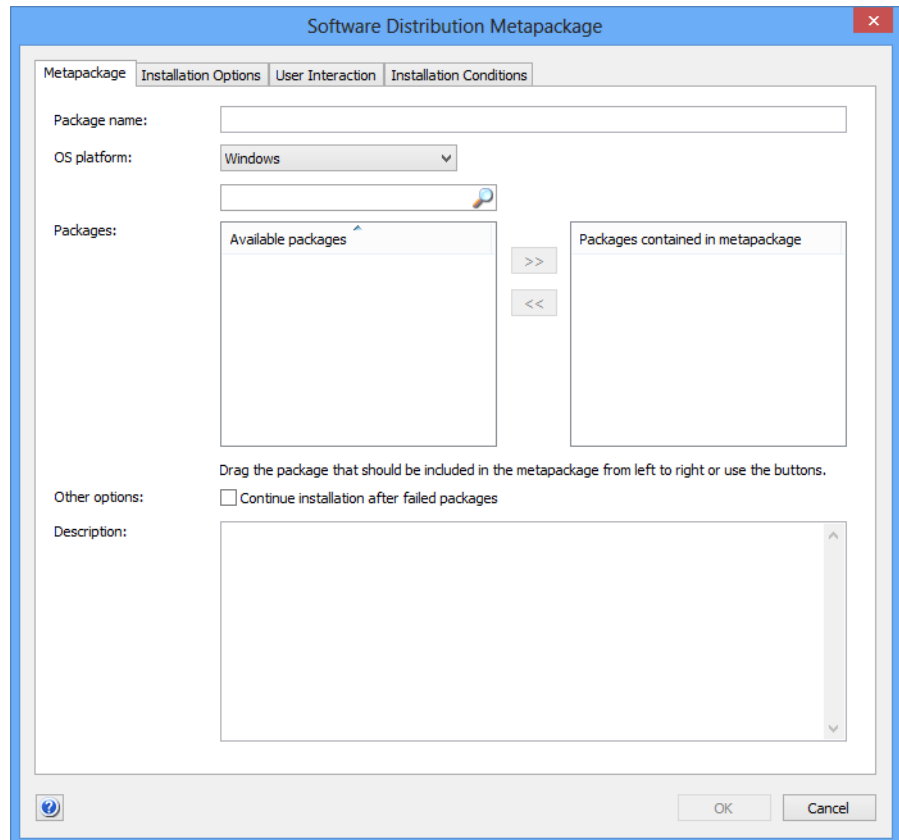 Software Distribution Metapackage
Metapackage
Installation Options
User Interaction
Installation Conditions
Package name:
OS platform:
Windows
Packages:
Available packages
Packages contained in metapackage
>>
<<
Drag the package that should be included in the metapackage from left to right or use the buttons.
Other options:
Continue installation after failed packages
Description:
OK
Cancel